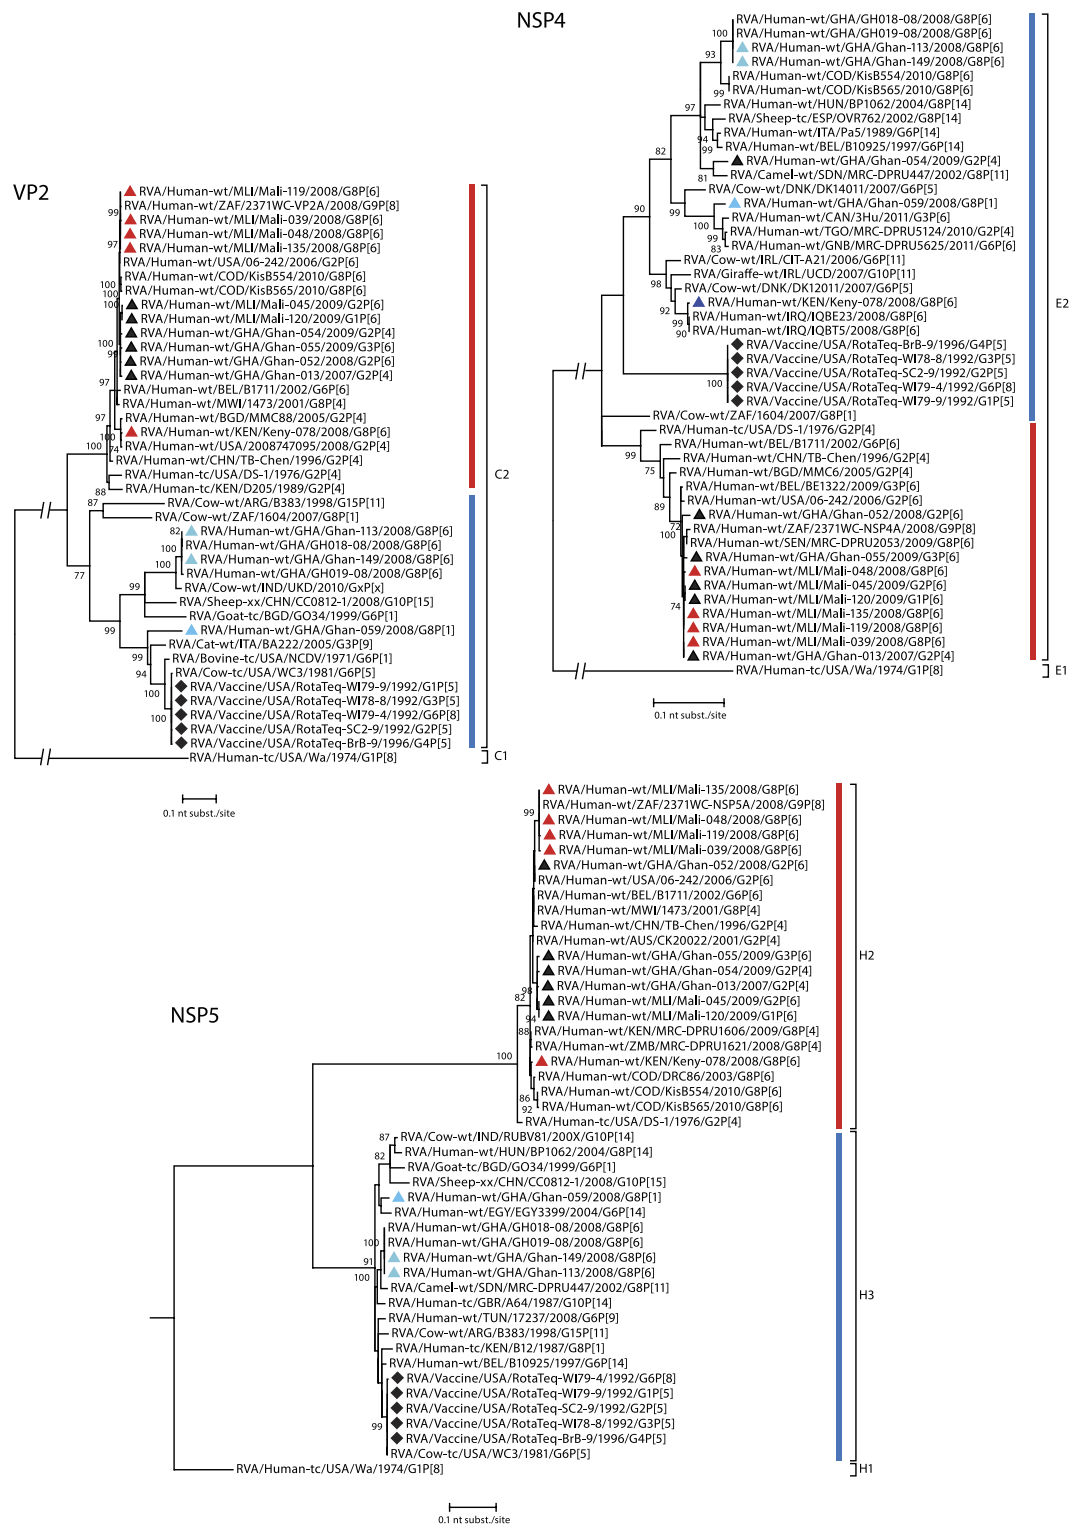 VP2
RVA/Human-wt/MLI/Mali-119/2008/G8P[6]
RVA/Human-wt/ZAF/2371WC-VP2A/2008/G9P[8]
99
RVA/Human-wt/MLI/Mali-039/2008/G8P[6]
RVA/Human-wt/MLI/Mali-048/2008/G8P[6]
97
RVA/Human-wt/MLI/Mali-135/2008/G8P[6]
RVA/Human-wt/USA/06-242/2006/G2P[6]
RVA/Human-wt/COD/KisB554/2010/G8P[6]
100
RVA/Human-wt/COD/KisB565/2010/G8P[6]
100
100
RVA/Human-wt/MLI/Mali-045/2009/G2P[6]
RVA/Human-wt/MLI/Mali-120/2009/G1P[6]
RVA/Human-wt/GHA/Ghan-054/2009/G2P[4]
100
RVA/Human-wt/GHA/Ghan-055/2009/G3P[6]
99
RVA/Human-wt/GHA/Ghan-052/2008/G2P[6]
RVA/Human-wt/GHA/Ghan-013/2007/G2P[4]
97
RVA/Human-wt/BEL/B1711/2002/G6P[6]
RVA/Human-wt/MWI/1473/2001/G8P[4]
97
RVA/Human-wt/BGD/MMC88/2005/G2P[4]
RVA/Human-wt/KEN/Keny-078/2008/G8P[6]
100
100
74
RVA/Human-wt/USA/2008747095/2008/G2P[4]
RVA/Human-wt/CHN/TB-Chen/1996/G2P[4]
RVA/Human-tc/USA/DS-1/1976/G2P[4]
88
RVA/Human-tc/KEN/D205/1989/G2P[4]
C2
87
RVA/Cow-wt/ARG/B383/1998/G15P[11]
RVA/Cow-wt/ZAF/1604/2007/G8P[1]
82
RVA/Human-wt/GHA/Ghan-113/2008/G8P[6]
RVA/Human-wt/GHA/GH018-08/2008/G8P[6]
100
RVA/Human-wt/GHA/Ghan-149/2008/G8P[6]
77
100
RVA/Human-wt/GHA/GH019-08/2008/G8P[6]
99
RVA/Cow-wt/IND/UKD/2010/GxP[x]
RVA/Sheep-xx/CHN/CC0812-1/2008/G10P[15]
RVA/Goat-tc/BGD/GO34/1999/G6P[1]
99
RVA/Human-wt/GHA/Ghan-059/2008/G8P[1]
RVA/Cat-wt/ITA/BA222/2005/G3P[9]
99
RVA/Bovine-tc/USA/NCDV/1971/G6P[1]
94
RVA/Cow-tc/USA/WC3/1981/G6P[5]
100
RVA/Vaccine/USA/RotaTeq-WI79-9/1992/G1P[5]
RVA/Vaccine/USA/RotaTeq-WI78-8/1992/G3P[5]
RVA/Vaccine/USA/RotaTeq-WI79-4/1992/G6P[8]
100
RVA/Vaccine/USA/RotaTeq-SC2-9/1992/G2P[5]
RVA/Vaccine/USA/RotaTeq-BrB-9/1996/G4P[5]
RVA/Human-tc/USA/Wa/1974/G1P[8]
C1
0.1 nt subst./site
NSP4
RVA/Human-wt/GHA/GH018-08/2008/G8P[6]
100
RVA/Human-wt/GHA/GH019-08/2008/G8P[6]
93
RVA/Human-wt/GHA/Ghan-113/2008/G8P[6]
RVA/Human-wt/GHA/Ghan-149/2008/G8P[6]
RVA/Human-wt/COD/KisB554/2010/G8P[6]
99
RVA/Human-wt/COD/KisB565/2010/G8P[6]
97
RVA/Human-wt/HUN/BP1062/2004/G8P[14]
RVA/Sheep-tc/ESP/OVR762/2002/G8P[14]
94
RVA/Human-wt/ITA/Pa5/1989/G6P[14]
99
RVA/Human-wt/BEL/B10925/1997/G6P[14]
82
RVA/Human-wt/GHA/Ghan-054/2009/G2P[4]
81
RVA/Camel-wt/SDN/MRC-DPRU447/2002/G8P[11]
RVA/Cow-wt/DNK/DK14011/2007/G6P[5]
90
99
RVA/Human-wt/GHA/Ghan-059/2008/G8P[1]
100
RVA/Human-wt/CAN/3Hu/2011/G3P[6]
99
RVA/Human-wt/TGO/MRC-DPRU5124/2010/G2P[4]
83
RVA/Human-wt/GNB/MRC-DPRU5625/2011/G6P[6]
RVA/Cow-wt/IRL/CIT-A21/2006/G6P[11]
98
RVA/Giraffe-wt/IRL/UCD/2007/G10P[11]
RVA/Cow-wt/DNK/DK12011/2007/G6P[5]
92
RVA/Human-wt/KEN/Keny-078/2008/G8P[6]
99
RVA/Human-wt/IRQ/IQBE23/2008/G8P[6]
90
RVA/Human-wt/IRQ/IQBT5/2008/G8P[6]
E2
RVA/Vaccine/USA/RotaTeq-BrB-9/1996/G4P[5]
RVA/Vaccine/USA/RotaTeq-WI78-8/1992/G3P[5]
RVA/Vaccine/USA/RotaTeq-SC2-9/1992/G2P[5]
100
RVA/Vaccine/USA/RotaTeq-WI79-4/1992/G6P[8]
RVA/Vaccine/USA/RotaTeq-WI79-9/1992/G1P[5]
RVA/Cow-wt/ZAF/1604/2007/G8P[1]
RVA/Human-tc/USA/DS-1/1976/G2P[4]
99
RVA/Human-wt/BEL/B1711/2002/G6P[6]
RVA/Human-wt/CHN/TB-Chen/1996/G2P[4]
75
RVA/Human-wt/BGD/MMC6/2005/G2P[4]
RVA/Human-wt/BEL/BE1322/2009/G3P[6]
89
RVA/Human-wt/USA/06-242/2006/G2P[6]
RVA/Human-wt/GHA/Ghan-052/2008/G2P[6]
72
RVA/Human-wt/ZAF/2371WC-NSP4A/2008/G9P[8]
100
RVA/Human-wt/SEN/MRC-DPRU2053/2009/G8P[6]
RVA/Human-wt/GHA/Ghan-055/2009/G3P[6]
RVA/Human-wt/MLI/Mali-048/2008/G8P[6]
RVA/Human-wt/MLI/Mali-045/2009/G2P[6]
RVA/Human-wt/MLI/Mali-120/2009/G1P[6]
74
RVA/Human-wt/MLI/Mali-135/2008/G8P[6]
RVA/Human-wt/MLI/Mali-119/2008/G8P[6]
RVA/Human-wt/MLI/Mali-039/2008/G8P[6]
RVA/Human-wt/GHA/Ghan-013/2007/G2P[4]
RVA/Human-tc/USA/Wa/1974/G1P[8]
E1
0.1 nt subst./site
NSP5
RVA/Human-wt/MLI/Mali-135/2008/G8P[6]
RVA/Human-wt/ZAF/2371WC-NSP5A/2008/G9P[8]
99
RVA/Human-wt/MLI/Mali-048/2008/G8P[6]
RVA/Human-wt/MLI/Mali-119/2008/G8P[6]
RVA/Human-wt/MLI/Mali-039/2008/G8P[6]
RVA/Human-wt/GHA/Ghan-052/2008/G2P[6]
RVA/Human-wt/USA/06-242/2006/G2P[6]
RVA/Human-wt/BEL/B1711/2002/G6P[6]
RVA/Human-wt/MWI/1473/2001/G8P[4]
RVA/Human-wt/CHN/TB-Chen/1996/G2P[4]
RVA/Human-wt/AUS/CK20022/2001/G2P[4]
RVA/Human-wt/GHA/Ghan-055/2009/G3P[6]
H2
RVA/Human-wt/GHA/Ghan-054/2009/G2P[4]
RVA/Human-wt/GHA/Ghan-013/2007/G2P[4]
98
82
RVA/Human-wt/MLI/Mali-045/2009/G2P[6]
94
RVA/Human-wt/MLI/Mali-120/2009/G1P[6]
88
RVA/Human-wt/KEN/MRC-DPRU1606/2009/G8P[4]
RVA/Human-wt/ZMB/MRC-DPRU1621/2008/G8P[4]
100
RVA/Human-wt/KEN/Keny-078/2008/G8P[6]
RVA/Human-wt/COD/DRC86/2003/G8P[6]
86
RVA/Human-wt/COD/KisB554/2010/G8P[6]
92
RVA/Human-wt/COD/KisB565/2010/G8P[6]
RVA/Human-tc/USA/DS-1/1976/G2P[4]
87
RVA/Cow-wt/IND/RUBV81/200X/G10P[14]
82
RVA/Human-wt/HUN/BP1062/2004/G8P[14]
RVA/Goat-tc/BGD/GO34/1999/G6P[1]
RVA/Sheep-xx/CHN/CC0812-1/2008/G10P[15]
RVA/Human-wt/GHA/Ghan-059/2008/G8P[1]
RVA/Human-wt/EGY/EGY3399/2004/G6P[14]
RVA/Human-wt/GHA/GH018-08/2008/G8P[6]
100
RVA/Human-wt/GHA/GH019-08/2008/G8P[6]
91
RVA/Human-wt/GHA/Ghan-149/2008/G8P[6]
100
RVA/Human-wt/GHA/Ghan-113/2008/G8P[6]
RVA/Camel-wt/SDN/MRC-DPRU447/2002/G8P[11]
H3
RVA/Human-tc/GBR/A64/1987/G10P[14]
RVA/Human-wt/TUN/17237/2008/G6P[9]
RVA/Cow-wt/ARG/B383/1998/G15P[11]
RVA/Human-tc/KEN/B12/1987/G8P[1]
RVA/Human-wt/BEL/B10925/1997/G6P[14]
RVA/Vaccine/USA/RotaTeq-WI79-4/1992/G6P[8]
RVA/Vaccine/USA/RotaTeq-WI79-9/1992/G1P[5]
RVA/Vaccine/USA/RotaTeq-SC2-9/1992/G2P[5]
99
RVA/Vaccine/USA/RotaTeq-WI78-8/1992/G3P[5]
RVA/Vaccine/USA/RotaTeq-BrB-9/1996/G4P[5]
RVA/Cow-tc/USA/WC3/1981/G6P[5]
RVA/Human-tc/USA/Wa/1974/G1P[8]
H1
0.1 nt subst./site